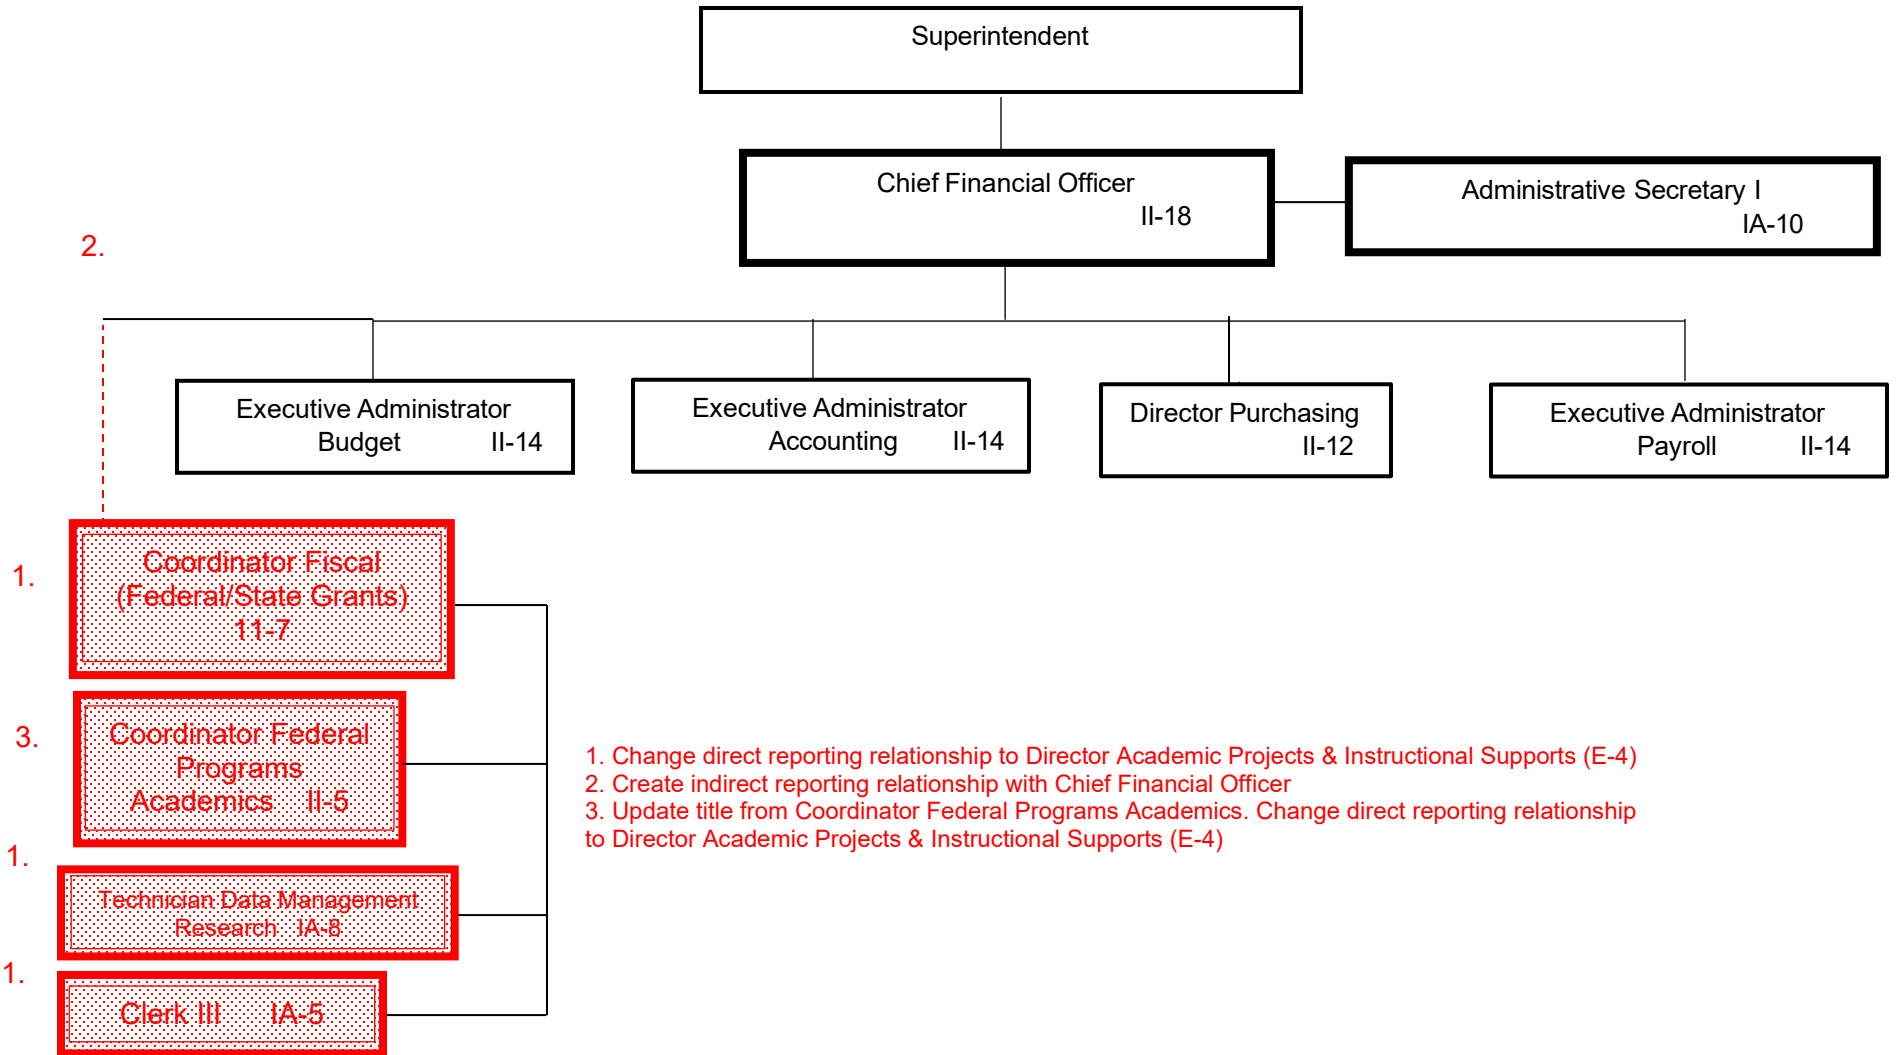 Superintendent
Chief Financial Officer
II-18
Administrative Secretary I
IA-10
2.
Executive Administrator
Budget II-14
Executive Administrator
Accounting II-14
Director Purchasing
II-12
Executive Administrator
Payroll II-14
1.
Coordinator Fiscal
(Federal/State Grants)
11-7
3.
Coordinator Federal
Programs
Academics II-5
1. Change direct reporting relationship to Director Academic Projects & Instructional Supports (E-4)
2. Create indirect reporting relationship with Chief Financial Officer
3. Update title from Coordinator Federal Programs Academics. Change direct reporting relationship
to Director Academic Projects & Instructional Supports (E-4)
1.
Technician Data Management
Research IA-8
1.
Clerk III IA-5